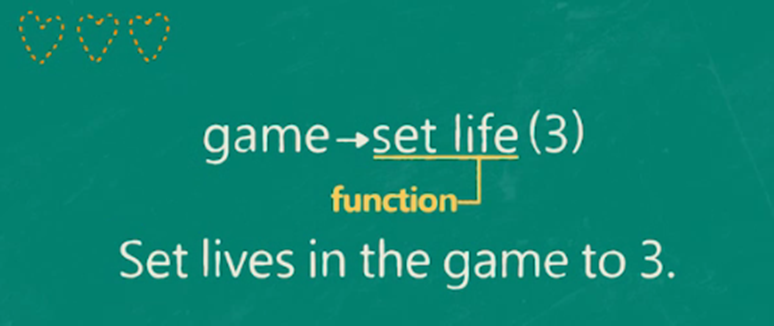 game→set life(3)
function
Set lives in the game to 3.